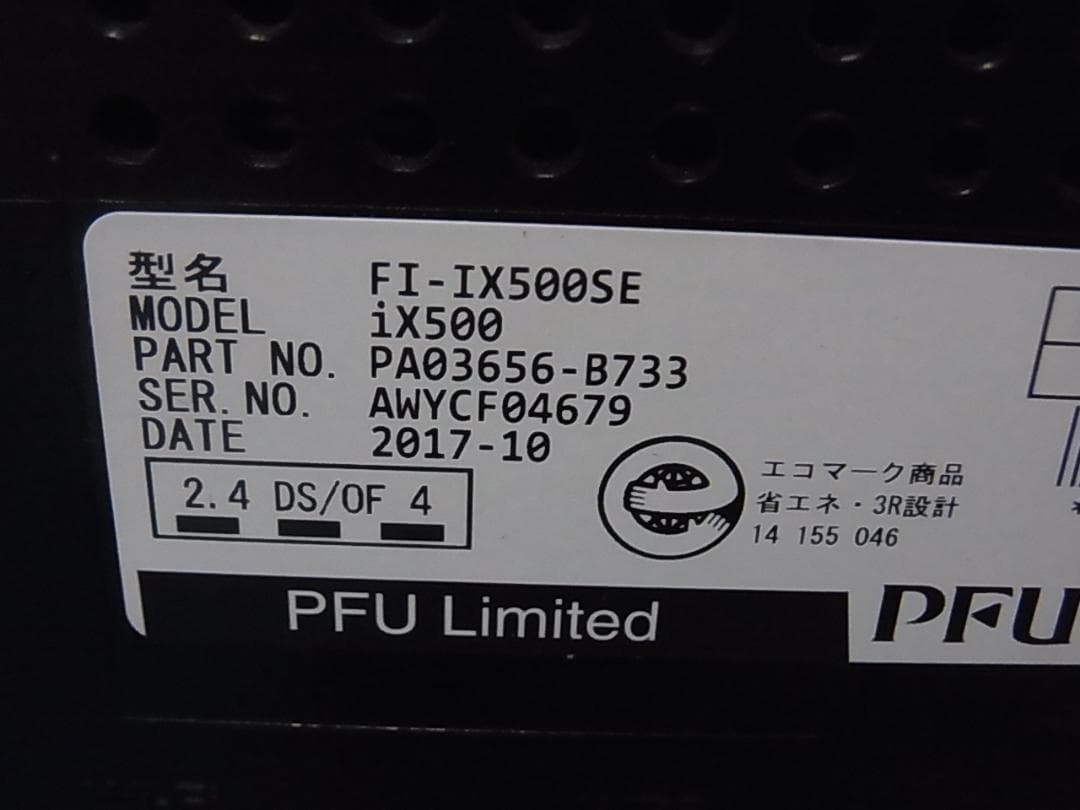 型名 FI-IX500SE
MODEL iX500
PART NO. PA03656-B733
SER. NO. AWYCF04679
DATE 2017-10
2.4 DS/OF 4
エコマーク商品
省エネ・3R設計
14 155 046
PFU Limited
PFU